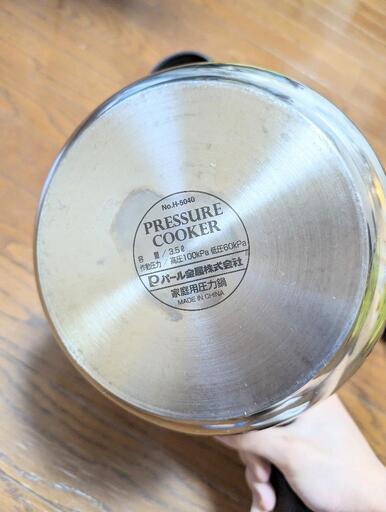 No.H-5040
PRESSURE
COOKER
容量/3.5ℓ
作動圧力/高圧100kPa 低圧60kPa
パール金属株式会社
家庭用圧力鍋
MADE IN CHINA